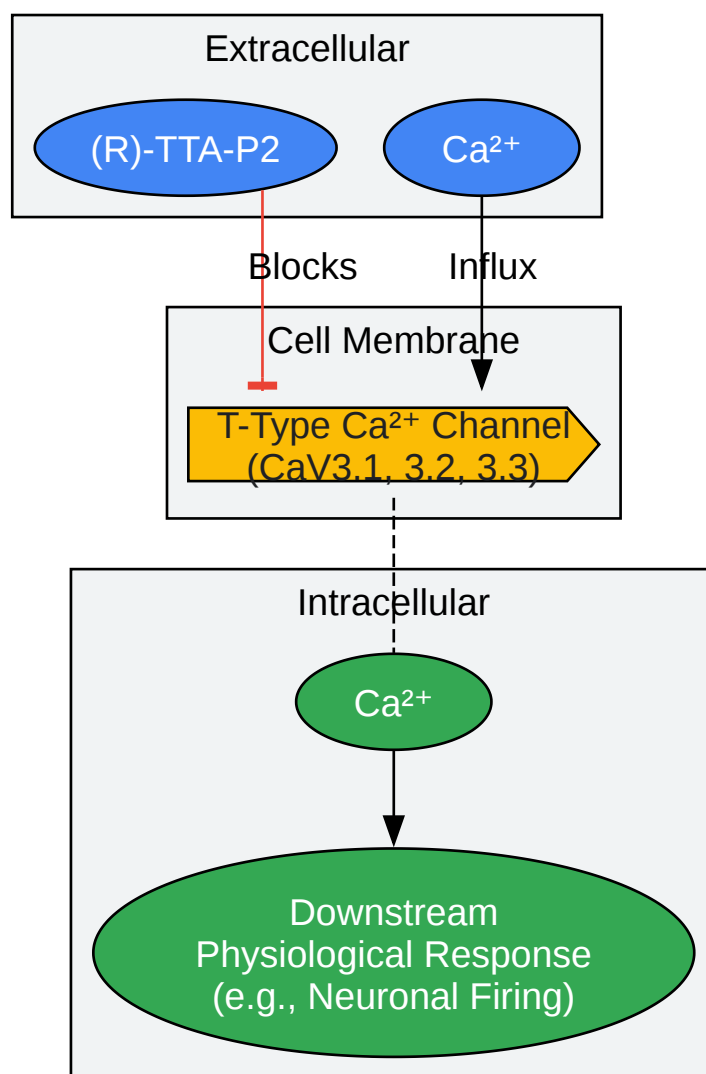 Extracellular
(R)-TTA-P2
Ca²⁺
Blocks
Influx
Cell Membrane
T-Type Ca²⁺ Channel
(CaV3.1, 3.2, 3.3)
Intracellular
Ca²⁺
Downstream
Physiological Response
(e.g., Neuronal Firing)